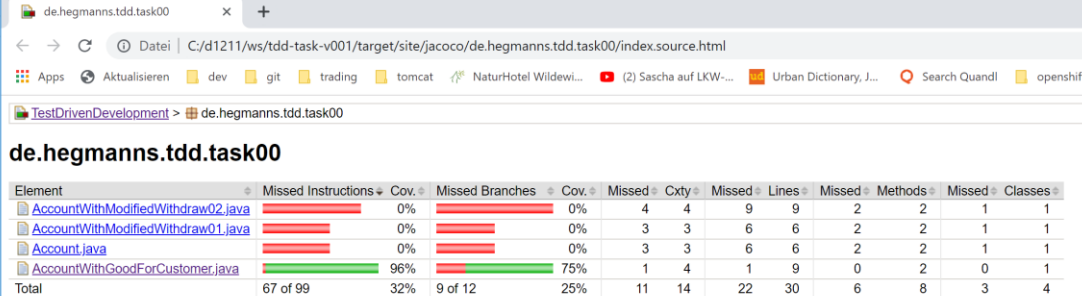 de.hegmanns.tdd.task00
Datei | C:/d1211/ws/tdd-task-v001/target/site/jacoco/de.hegmanns.tdd.task00/index.source.html
Apps Aktualisieren dev git trading tomcat NaturHotel Wildewi... (2) Sascha auf LKW-... ud Urban Dictionary, J... Search Quandl openshif
TestDrivenDevelopment > de.hegmanns.tdd.task00
de.hegmanns.tdd.task00
Element Missed Instructions Cov. Missed Branches Cov. Missed Cxty Missed Lines Missed Methods Missed Classes
AccountWithModifiedWithdraw02.java 0% 0% 4 4 9 9 2 2 1 1
AccountWithModifiedWithdraw01.java 0% 0% 3 3 6 6 2 2 1 1
Account.java 0% 0% 3 3 6 6 2 2 1 1
AccountWithGoodForCustomer.java 96% 75% 1 4 1 9 0 2 0 1
Total 67 of 99 32% 9 of 12 25% 11 14 22 30 6 8 3 4